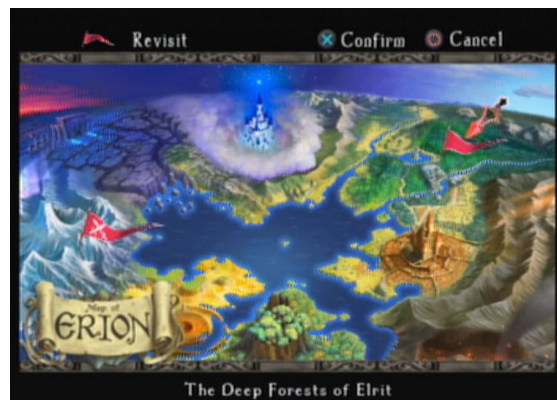 Revisit
Confirm
Cancel
Map of
ERION
The Deep Forests of Elrit